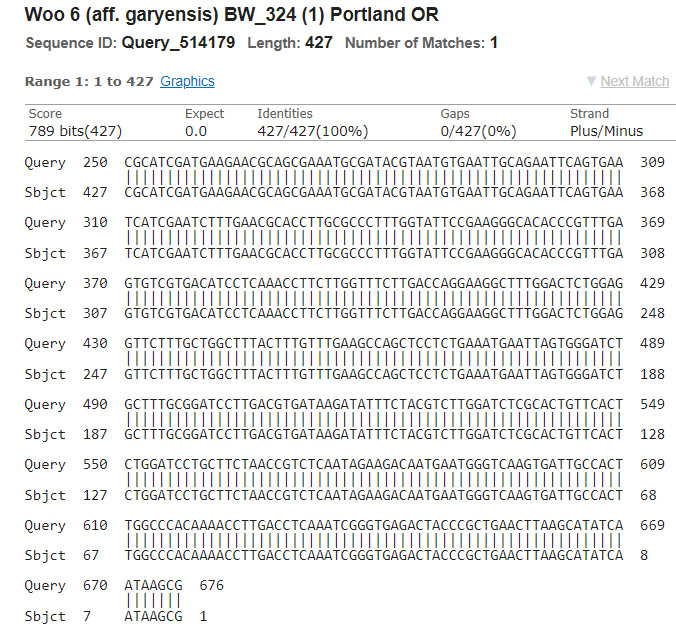 Woo 6 (aff. garyensis) BW_324 (1) Portland OR
Sequence ID: Query_514179 Length: 427 Number of Matches: 1
Range 1: 1 to 427 Graphics ▼ Next Match
Score Expect Identities Gaps Strand
789 bits(427) 0.0 427/427(100%) 0/427(0%) Plus/Minus
Query 250 CGCATCGATGAAGAACGCAGCGAAATGCGATACGTAATGTGAATTGCAGAATTCAGTGAA 309
Sbjct 427 CGCATCGATGAAGAACGCAGCGAAATGCGATACGTAATGTGAATTGCAGAATTCAGTGAA 368
Query 310 TCATCGAATCTTTGAACGCACCTTGCGCCCTTTGGTATTCCGAAGGGCACACCCGTTTGA 369
Sbjct 367 TCATCGAATCTTTGAACGCACCTTGCGCCCTTTGGTATTCCGAAGGGCACACCCGTTTGA 308
Query 370 GTGTCGTGACATCCTCAAACCTTCTTGGTTTCTTGACCAGGAAGGCTTTGGACTCTGGAG 429
Sbjct 307 GTGTCGTGACATCCTCAAACCTTCTTGGTTTCTTGACCAGGAAGGCTTTGGACTCTGGAG 248
Query 430 GTTCTTTGCTGGCTTTACTTTGTTTGAAGCCAGCTCCTCTGAAATGAATTAGTGGGATCT 489
Sbjct 247 GTTCTTTGCTGGCTTTACTTTGTTTGAAGCCAGCTCCTCTGAAATGAATTAGTGGGATCT 188
Query 490 GCTTTGCGGATCCTTGACGTGATAAGATATTTCTACGTCTTGGATCTCGCACTGTTCACT 549
Sbjct 187 GCTTTGCGGATCCTTGACGTGATAAGATATTTCTACGTCTTGGATCTCGCACTGTTCACT 128
Query 550 CTGGATCCTGCTTCTAACCGTCTCAATAGAAGACAATGAATGGGTCAAGTGATTGCCACT 609
Sbjct 127 CTGGATCCTGCTTCTAACCGTCTCAATAGAAGACAATGAATGGGTCAAGTGATTGCCACT 68
Query 610 TGGCCCACAAAACCTTGACCTCAAATCGGGTGAGACTACCCGCTGAACTTAAGCATATCA 669
Sbjct 67 TGGCCCACAAAACCTTGACCTCAAATCGGGTGAGACTACCCGCTGAACTTAAGCATATCA 8
Query 670 ATAAGCG 676
Sbjct 7 ATAAGCG 1